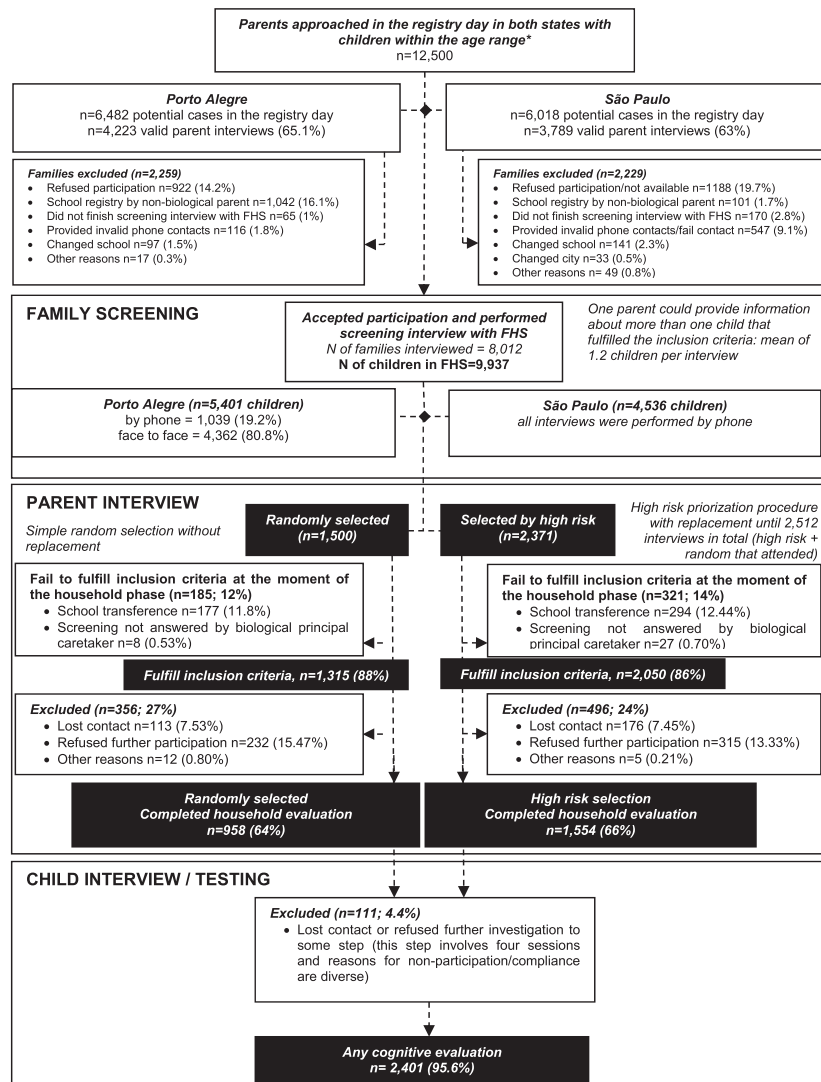 Parents approached in the registry day in both states with
children within the age range*
n=12,500
Porto Alegre
n=6,482 potential cases in the registry day
n=4,223 valid parent interviews (65.1%)
São Paulo
n=6,018 potential cases in the registry day
n=3,789 valid parent interviews (63%)
Families excluded (n=2,259)
• Refused participation n=922 (14.2%)
• School registry by non-biological parent n=1,042 (16.1%)
• Did not finish screening interview with FHS n=65 (1%)
• Provided invalid phone contacts n=116 (1.8%)
• Changed school n=97 (1.5%)
• Other reasons n=17 (0.3%)
Families excluded (n=2,229)
• Refused participation/not available n=1188 (19.7%)
• School registry by non-biological parent n=101 (1.7%)
• Did not finish screening interview with FHS n=170 (2.8%)
• Provided invalid phone contacts/fail contact n=547 (9.1%)
• Changed school n=141 (2.3%)
• Changed city n=33 (0.5%)
• Other reasons n= 49 (0.8%)
FAMILY SCREENING
Accepted participation and performed
screening interview with FHS
N of families interviewed = 8,012
N of children in FHS=9,937
One parent could provide information
about more than one child that
fulfilled the inclusion criteria: mean of
1.2 children per interview
Porto Alegre (n=5,401 children)
by phone = 1,039 (19.2%)
face to face = 4,362 (80.8%)
São Paulo (n=4,536 children)
all interviews were performed by phone
PARENT INTERVIEW
Simple random selection without
replacement
Randomly selected
(n=1,500)
Selected by high risk
(n=2,371)
High risk priorization procedure
with replacement until 2,512
interviews in total (high risk +
random that attended)
Fail to fulfill inclusion criteria at the moment of
the household phase (n=185; 12%)
• School transference n=177 (11.8%)
• Screening not answered by biological principal
caretaker n=8 (0.53%)
Fail to fulfill inclusion criteria at the moment of
the household phase (n=321; 14%)
• School transference n=294 (12.44%)
• Screening not answered by biological
principal caretaker n=27 (0.70%)
Fulfill inclusion criteria, n=1,315 (88%)
Fulfill inclusion criteria, n=2,050 (86%)
Excluded (n=356; 27%)
• Lost contact n=113 (7.53%)
• Refused further participation n=232 (15.47%)
• Other reasons n=12 (0.80%)
Excluded (n=496; 24%)
• Lost contact n=176 (7.45%)
• Refused further participation n=315 (13.33%)
• Other reasons n=5 (0.21%)
Randomly selected
Completed household evaluation
n=958 (64%)
High risk selection
Completed household evaluation
n=1,554 (66%)
CHILD INTERVIEW / TESTING
Excluded (n=111; 4.4%)
• Lost contact or refused further investigation to
some step (this step involves four sessions
and reasons for non-participation/compliance
are diverse)
Any cognitive evaluation
n= 2,401 (95.6%)